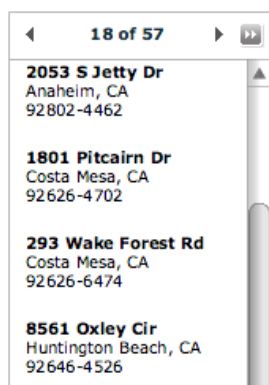 18 of 57
2053 S Jetty Dr
Anaheim, CA
92802-4462
1801 Pitcairn Dr
Costa Mesa, CA
92626-4702
293 Wake Forest Rd
Costa Mesa, CA
92626-6474
8561 Oxley Cir
Huntington Beach, CA
92646-4526